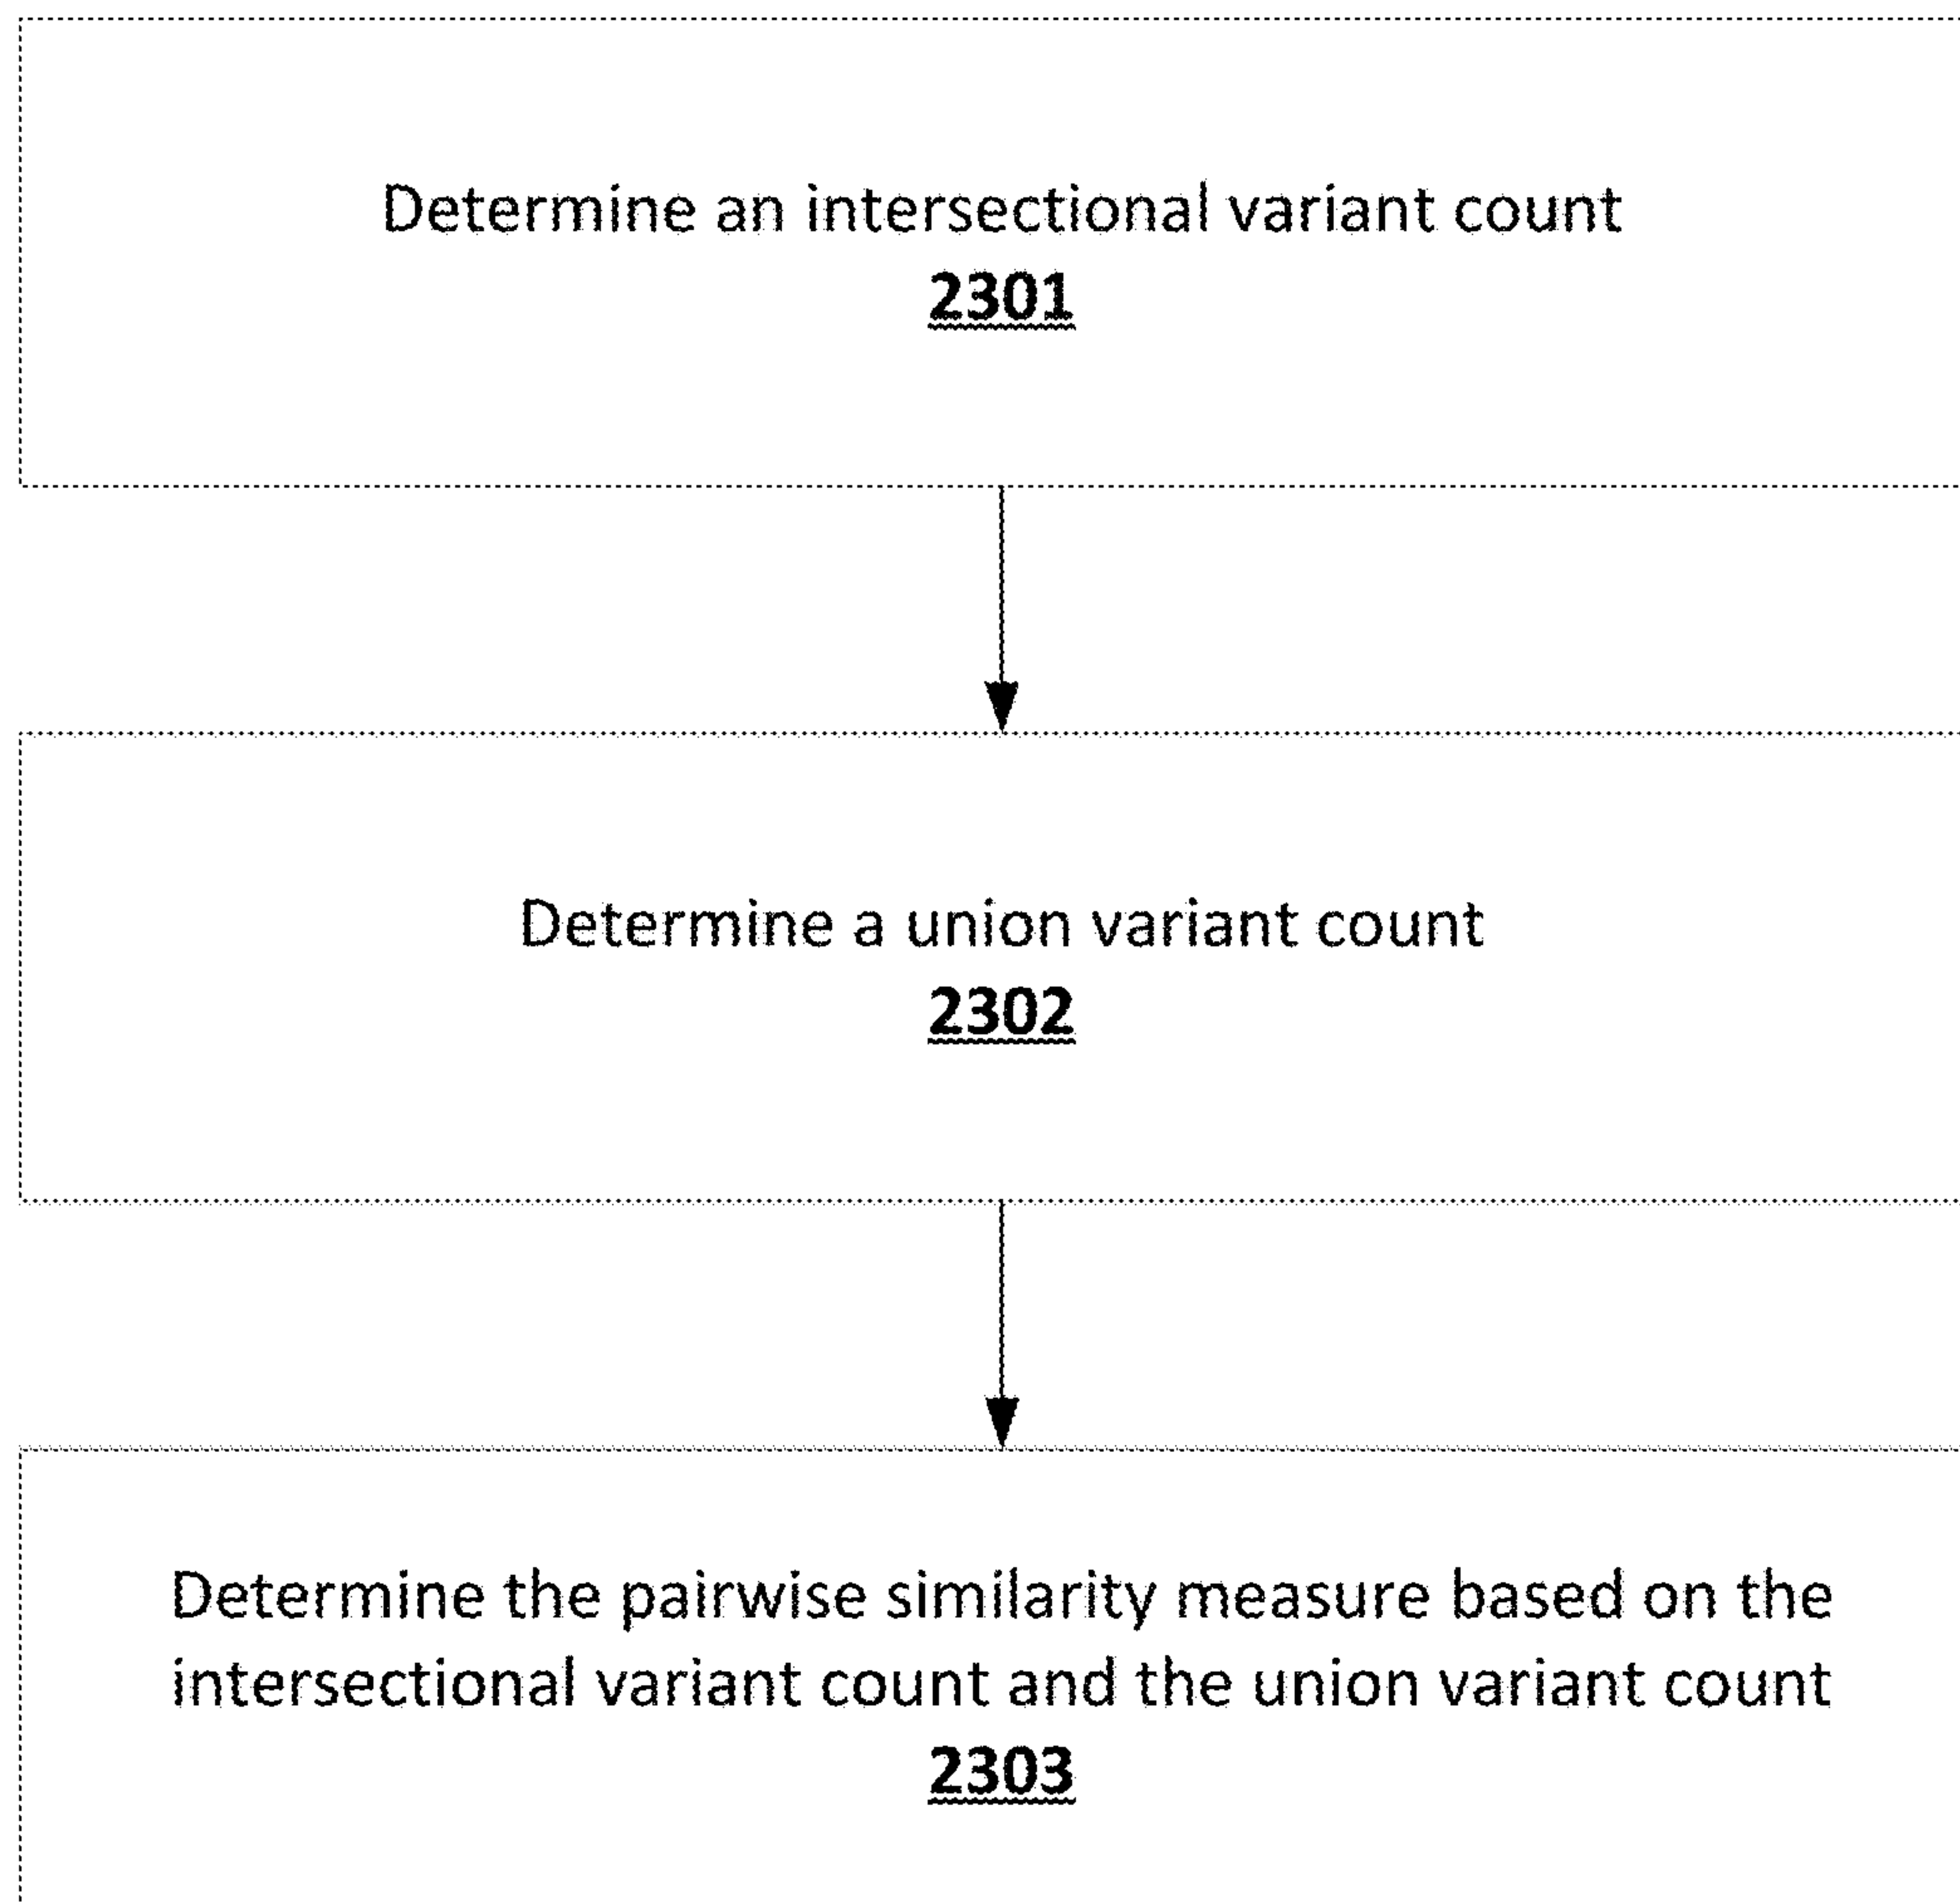 Determine an intersectional variant count
2301
Determine a union variant count
2302
Determine the pairwise similarity measure based on the
intersectional variant count and the union variant count
2303